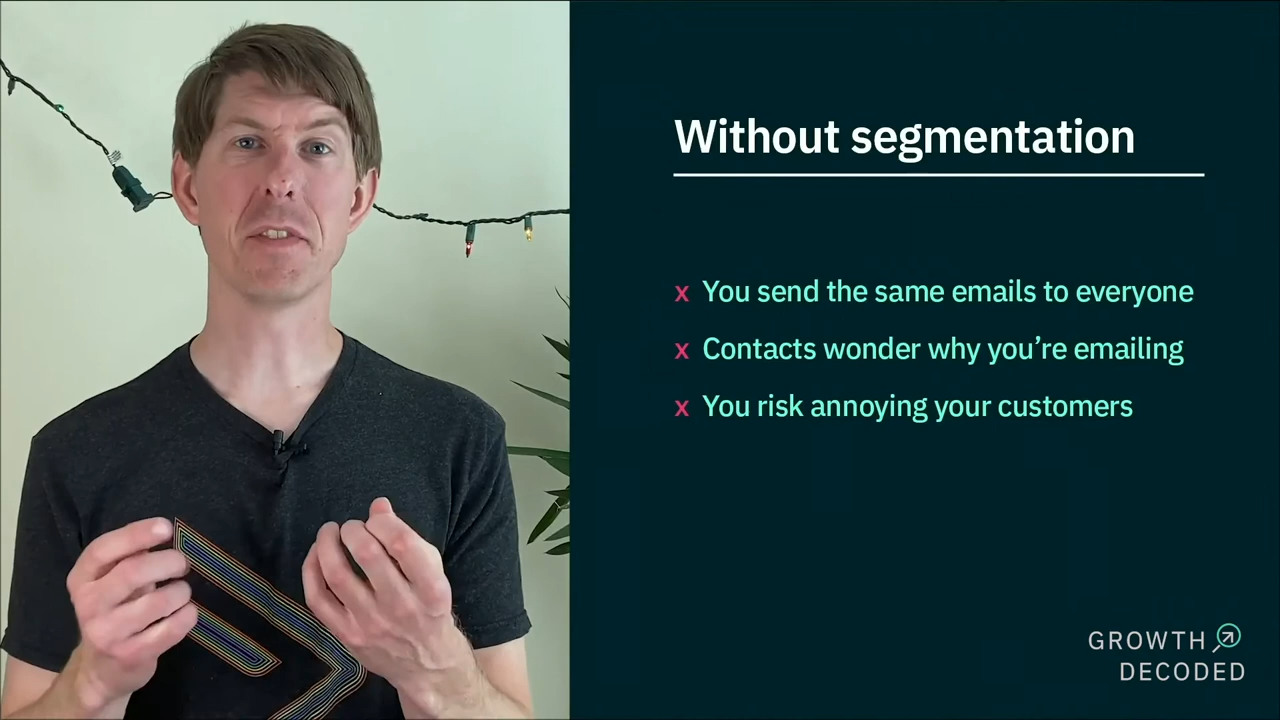 Without segmentation
x You send the same emails to everyone
x Contacts wonder why you’re emailing
x You risk annoying your customers
GROWTH
DECODED